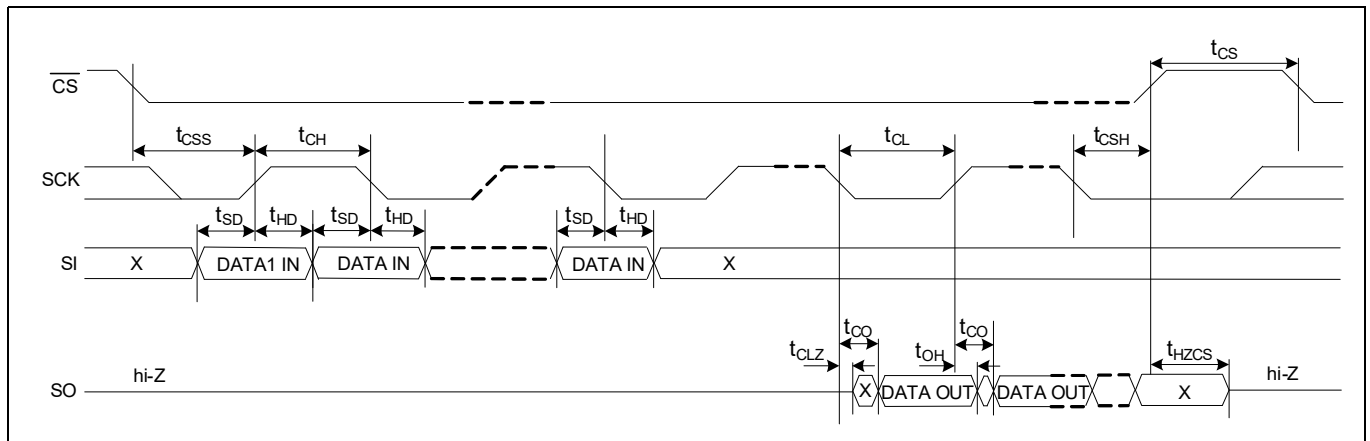 tCS
CS
tCSS
tCH
tCL
tCSH
SCK
tSD
tHD
tSD
tHD
tSD
tHD
SI
X
DATA1 IN
DATA IN
DATA IN
X
tCO
tCO
tCLZ
tOH
tHZCS
SO
hi-Z
X
DATA OUT
DATA OUT
X
hi-Z